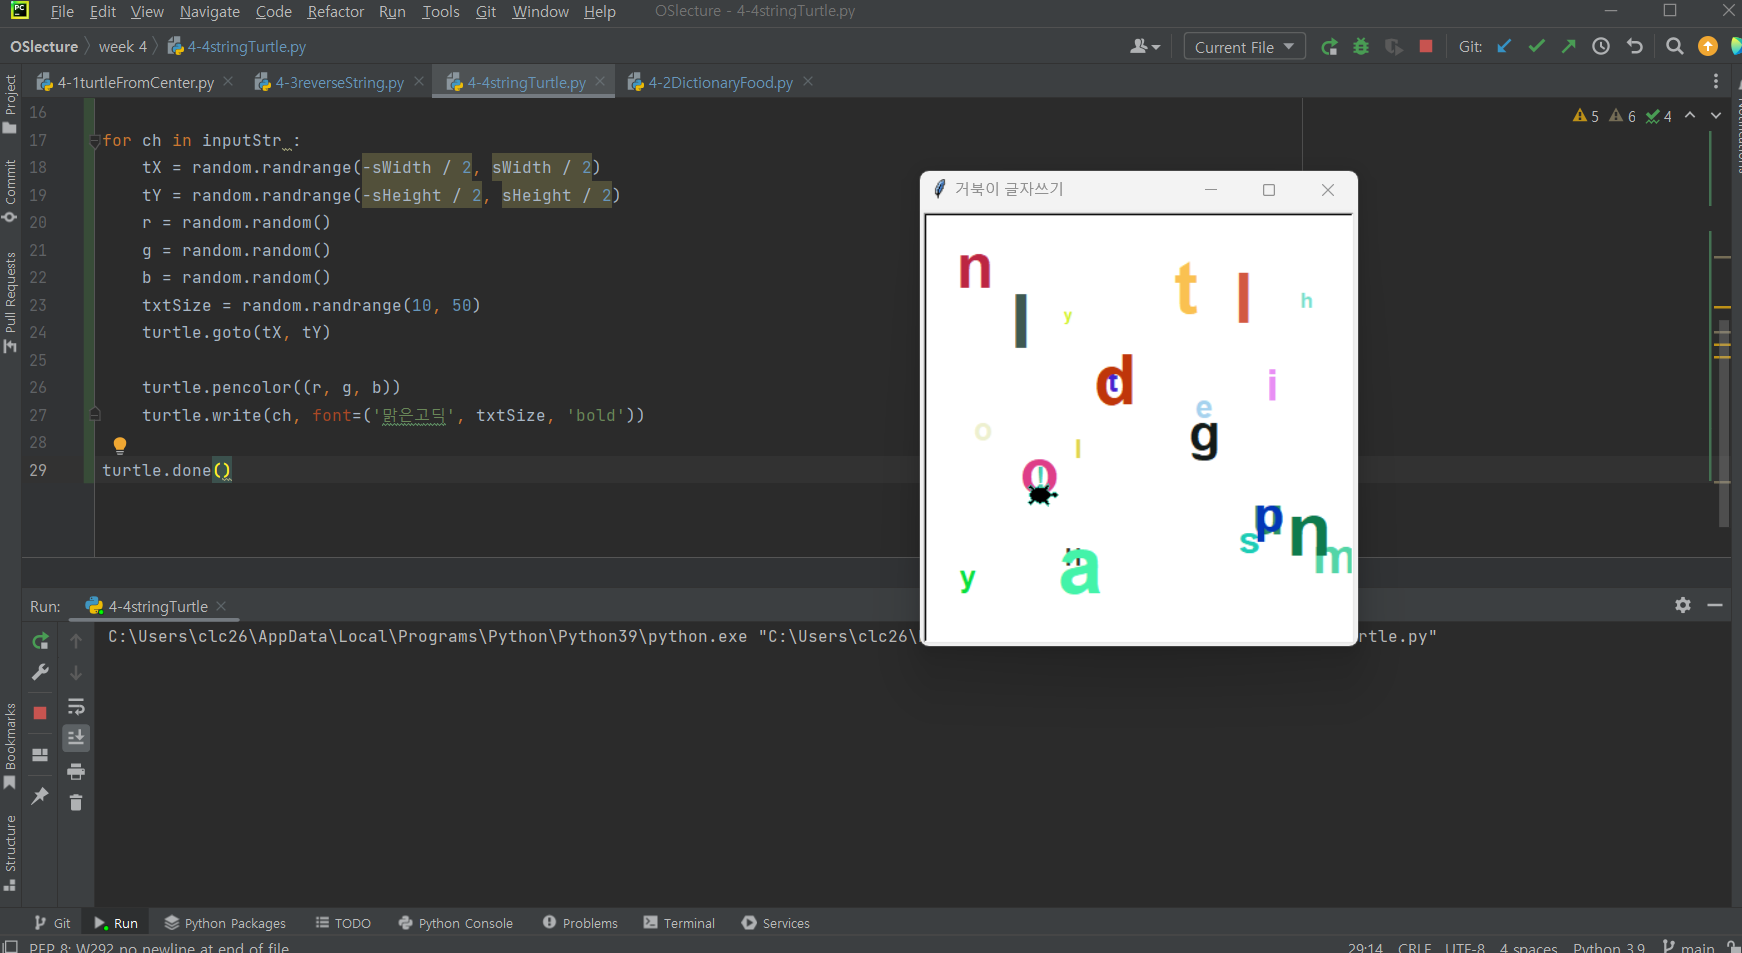 PC
File Edit View Navigate Code Refactor Run Tools Git Window Help OSlecture - 4-4stringTurtle.py
OSlecture week 4 4-4stringTurtle.py
Current File Git:
4-1turtleFromCenter.py 4-3reverseString.py 4-4stringTurtle.py 4-2DictionaryFood.py
Project
Commit
Pull Requests
Bookmarks
Structure
5 6 4
16
17 for ch in inputStr :
18 tX = random.randrange(-sWidth / 2, sWidth / 2)
19 tY = random.randrange(-sHeight / 2, sHeight / 2)
20 r = random.random()
21 g = random.random()
22 b = random.random()
23 txtSize = random.randrange(10, 50)
24 turtle.goto(tX, tY)
25
26 turtle.pencolor((r, g, b))
27 turtle.write(ch, font=('맑은고딕', txtSize, 'bold'))
28
29 turtle.done()
거북이 글자쓰기
n t l h
l y
d t i
e
o g
l
o !
p n
s m
y a
Run: 4-4stringTurtle
C:\Users\clc26\AppData\Local\Programs\Python\Python39\python.exe "C:\Users\clc26\ rtle.py"
Git Run Python Packages TODO Python Console Problems Terminal Services
PEP 8: W292 no newline at end of file 29:14 CRLF UTF-8 4 spaces Python 3.9 main